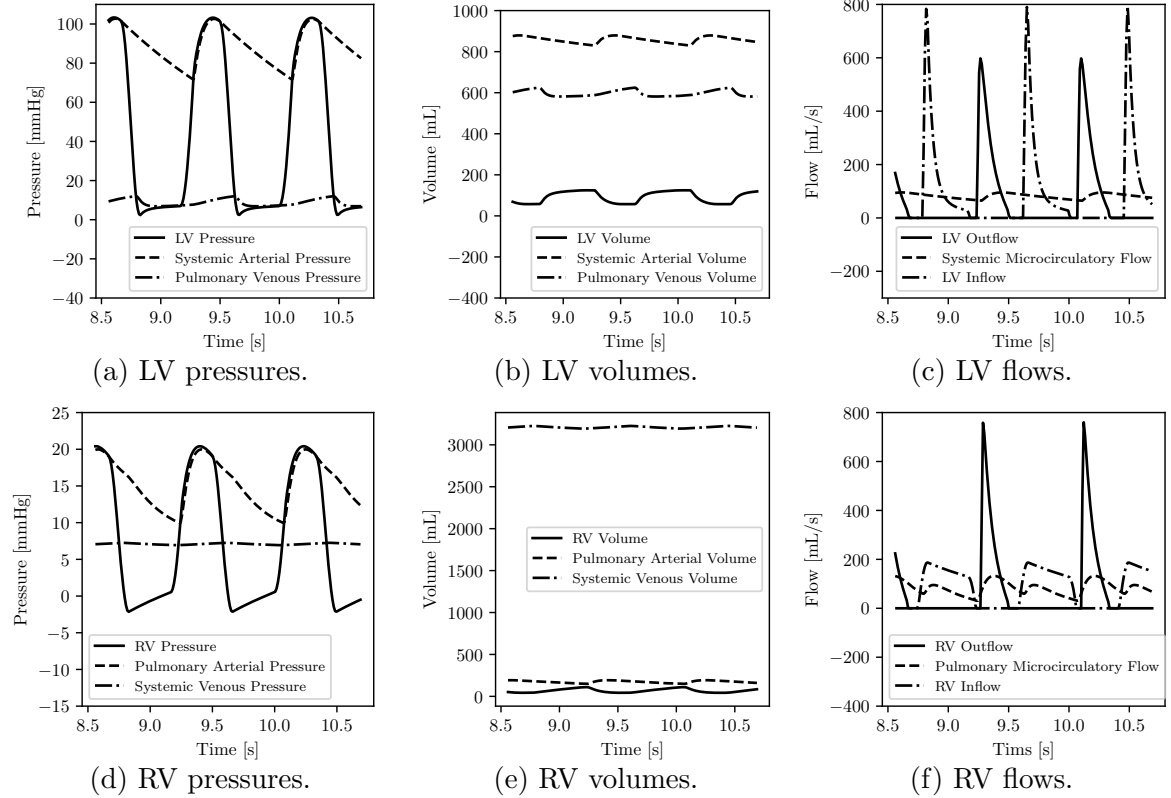 100
80
60
40
20
0
−20
−40
Pressure [mmHg]
8.5 9.0 9.5 10.0 10.5
Time [s]
LV Pressure
Systemic Arterial Pressure
Pulmonary Venous Pressure
(a) LV pressures.
1000
800
600
400
200
0
−200
−400
Volume [mL]
8.5 9.0 9.5 10.0 10.5
Time [s]
LV Volume
Systemic Arterial Volume
Pulmonary Venous Volume
(b) LV volumes.
800
600
400
200
0
−200
Flow [mL/s]
8.5 9.0 9.5 10.0 10.5
Time [s]
LV Outflow
Systemic Microcirculatory Flow
LV Inflow
(c) LV flows.
25
20
15
10
5
0
−5
−10
−15
Pressure [mmHg]
8.5 9.0 9.5 10.0 10.5
Time [s]
RV Pressure
Pulmonary Arterial Pressure
Systemic Venous Pressure
(d) RV pressures.
3000
2500
2000
1500
1000
500
0
Volume [mL]
8.5 9.0 9.5 10.0 10.5
Time [s]
RV Volume
Pulmonary Arterial Volume
Systemic Venous Volume
(e) RV volumes.
800
600
400
200
0
−200
−400
Flow [mL/s]
8.5 9.0 9.5 10.0 10.5
Tims [s]
RV Outflow
Pulmonary Microcirculatory Flow
RV Inflow
(f) RV flows.